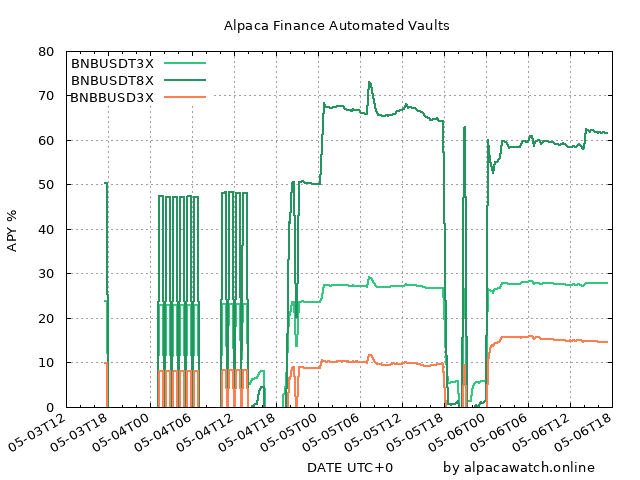 Alpaca Finance Automated Vaults
80
70
60
50
40
30
20
10
0
APY %
BNBUSDT3X
BNBUSDT8X
BNBBUSD3X
05-03T12
05-03T18
05-04T00
05-04T06
05-04T12
05-04T18
05-05T00
05-05T06
05-05T12
05-05T18
05-06T00
05-06T06
05-06T12
05-06T18
DATE UTC+0
by alpacawatch.online